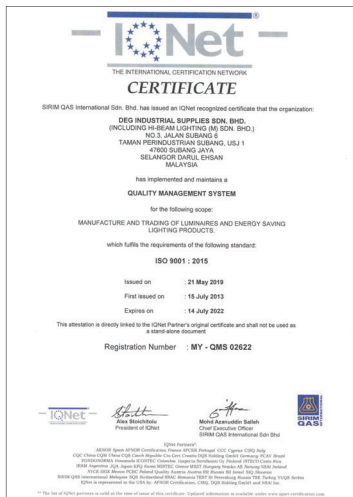 IQNet ®
THE INTERNATIONAL CERTIFICATION NETWORK
CERTIFICATE
SIRIM QAS International Sdn. Bhd. has issued an IQNet recognized certificate that the organization:
DEG INDUSTRIAL SUPPLIES SDN. BHD.
(INCLUDING HI-BEAM LIGHTING (M) SDN. BHD.)
NO.3, JALAN SUBANG 6
TAMAN PERINDUSTRIAN SUBANG, USJ 1
47600 SUBANG JAYA
SELANGOR DARUL EHSAN
MALAYSIA
has implemented and maintains a
QUALITY MANAGEMENT SYSTEM
for the following scope:
MANUFACTURE AND TRADING OF LUMINAIRES AND ENERGY SAVING
LIGHTING PRODUCTS.
which fulfils the requirements of the following standard:
ISO 9001 : 2015
Issued on : 21 May 2019
First issued on : 15 July 2013
Expires on : 14 July 2022
This attestation is directly linked to the IQNet Partner's original certificate and shall not be used as
a stand-alone document
Registration Number : MY - QMS 02622
IQNet
Alex Stoichitoiu
President of IQNet
Mohd Azanuddin Salleh
Chief Executive Officer
SIRIM QAS International Sdn Bhd
SIRIM
QAS INTERNATIONAL
IQNet Partners*: